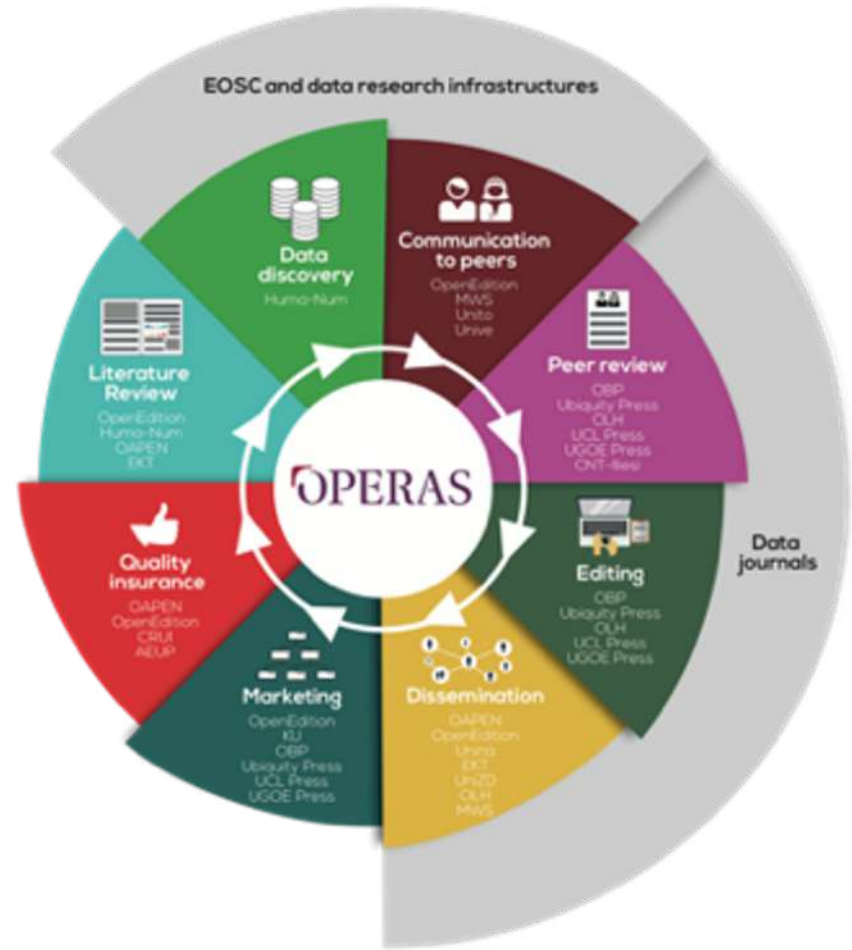 EOSC and data research infrastructures
Data
discovery
Huma-Num
Communication
to peers
OpenEdition
MWS
Unito
Unive
Peer review
OBP
Ubiquity Press
OLH
UCL Press
UGOE Press
CNT-Iliesi
Editing
OBP
Ubiquity Press
OLH
UCL Press
UGOE Press
Data
journals
Dissemination
OAPEN
OpenEdition
EKT
UniZD
OLH
MWS
Marketing
OpenEdition
KU
OBP
Ubiquity Press
UCL Press
UGOE Press
Quality
insurance
OAPEN
OpenEdition
CRUI
AEUP
Literature
Review
OpenEdition
Huma-Num
OAPEN
EKT
OPERAS